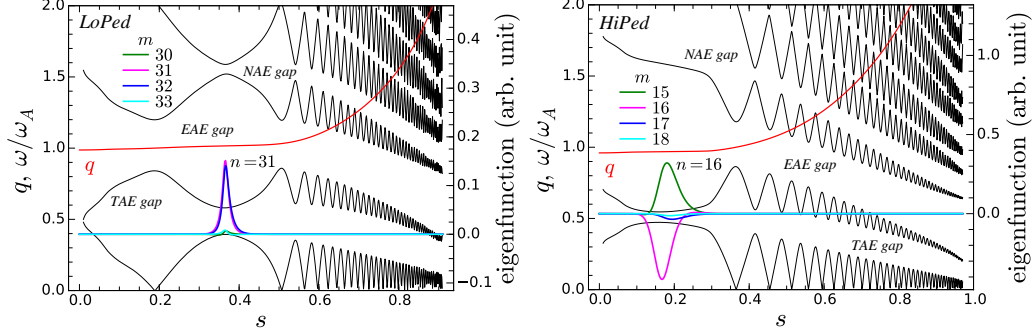 LoPed
m
30
31
32
33
NAE gap
EAE gap
q
n=31
TAE gap
q, ω/ω_A
2.0
1.5
1.0
0.5
0.0
0.0 0.2 0.4 0.6 0.8
s
0.4
0.3
0.2
0.1
0.0
−0.1
eigenfunction (arb. unit)
HiPed
NAE gap
m
15
16
17
18
q
n=16
EAE gap
TAE gap
q, ω/ω_A
2.0
1.5
1.0
0.5
0.0
0.0 0.2 0.4 0.6 0.8 1.0
s
1.0
0.5
0.0
eigenfunction (arb. unit)